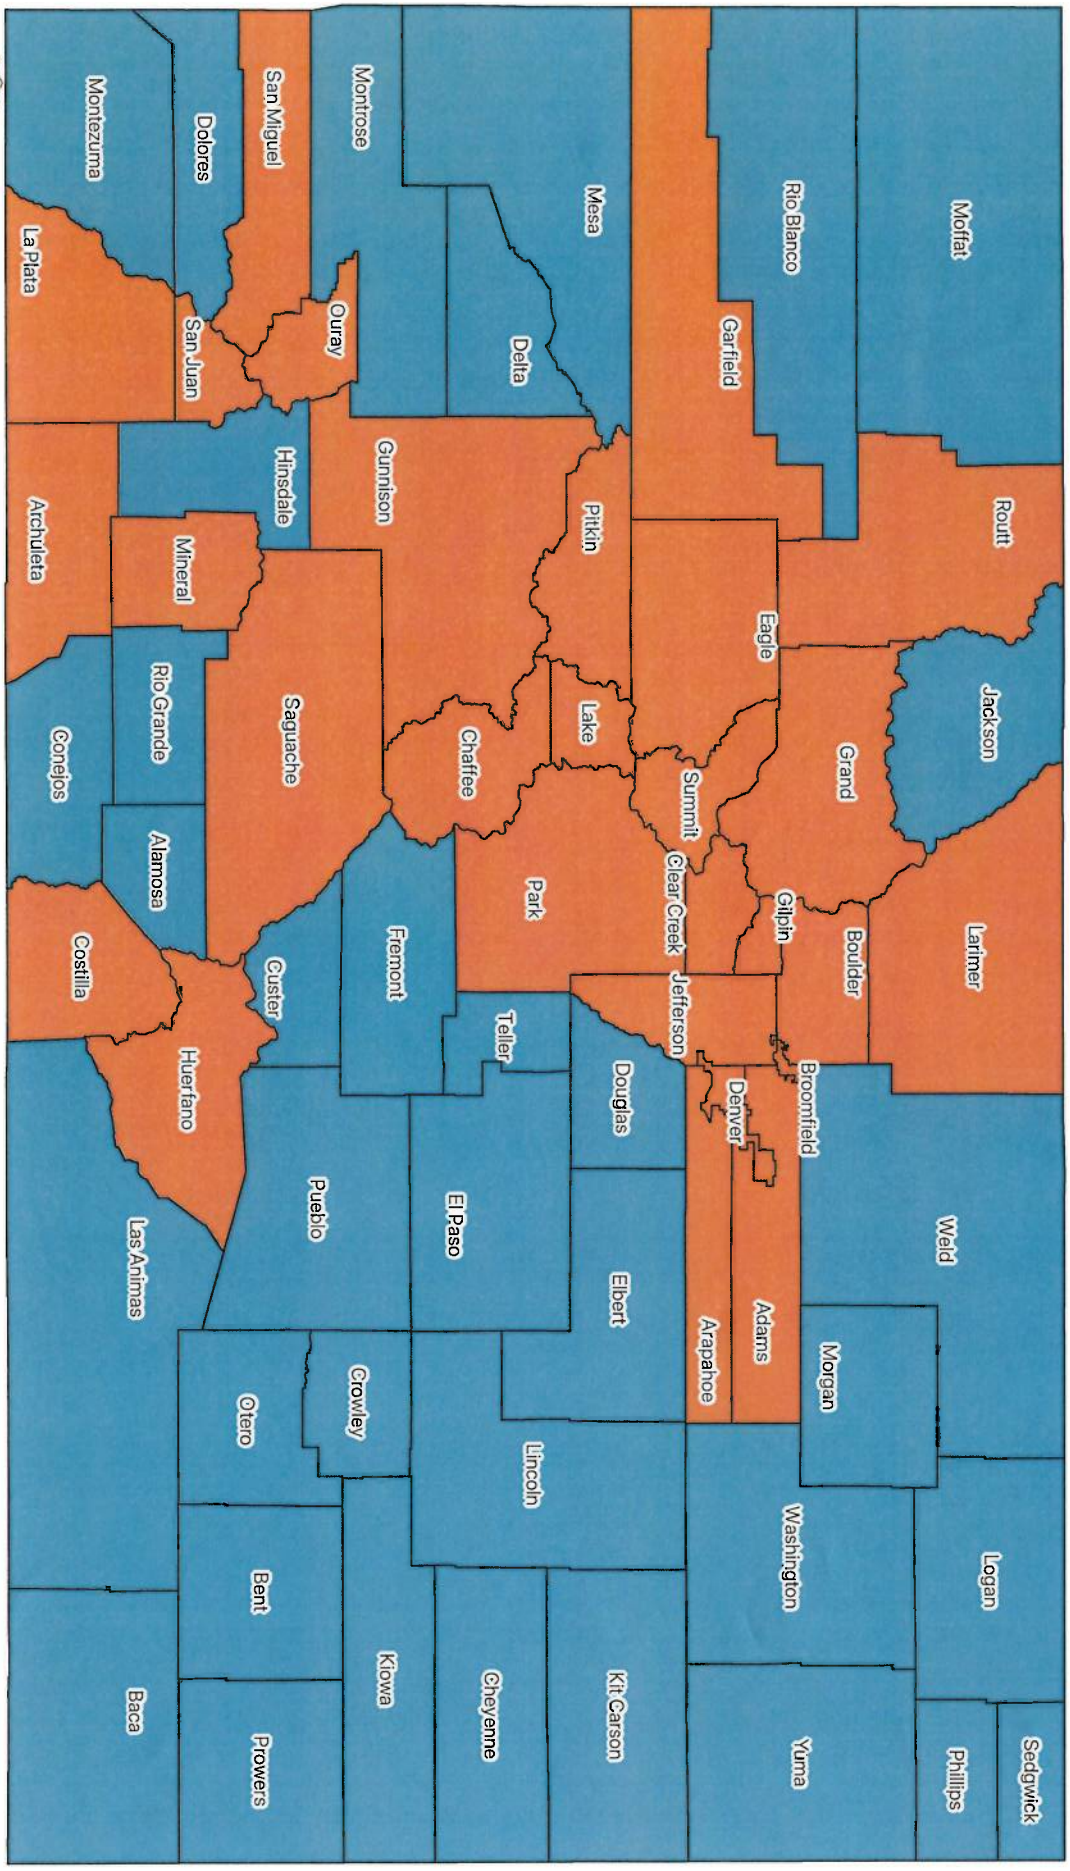 Moffat
Routt
Jackson
Larimer
Weld
Logan
Sedgwick
Phillips
Rio Blanco
Grand
Boulder
Morgan
Washington
Yuma
Garfield
Eagle
Gilpin
Bromfield
Adams
Summit
Clear Creek
Jefferson
Denver
Arapahoe
Mesa
Pitkin
Lake
Park
Douglas
Elbert
Lincoln
Kit Carson
Delta
Gunnison
Chaffee
Teller
El Paso
Cheyenne
Montrose
Ouray
Fremont
Pueblo
Crowley
Kiowa
San Miguel
Hinsdale
Saguache
Custer
Otero
Bent
Prowers
Dolores
San Juan
Mineral
Rio Grande
Alamosa
Huerfano
Las Animas
Baca
Montezuma
La Plata
Archuleta
Conejos
Costilla